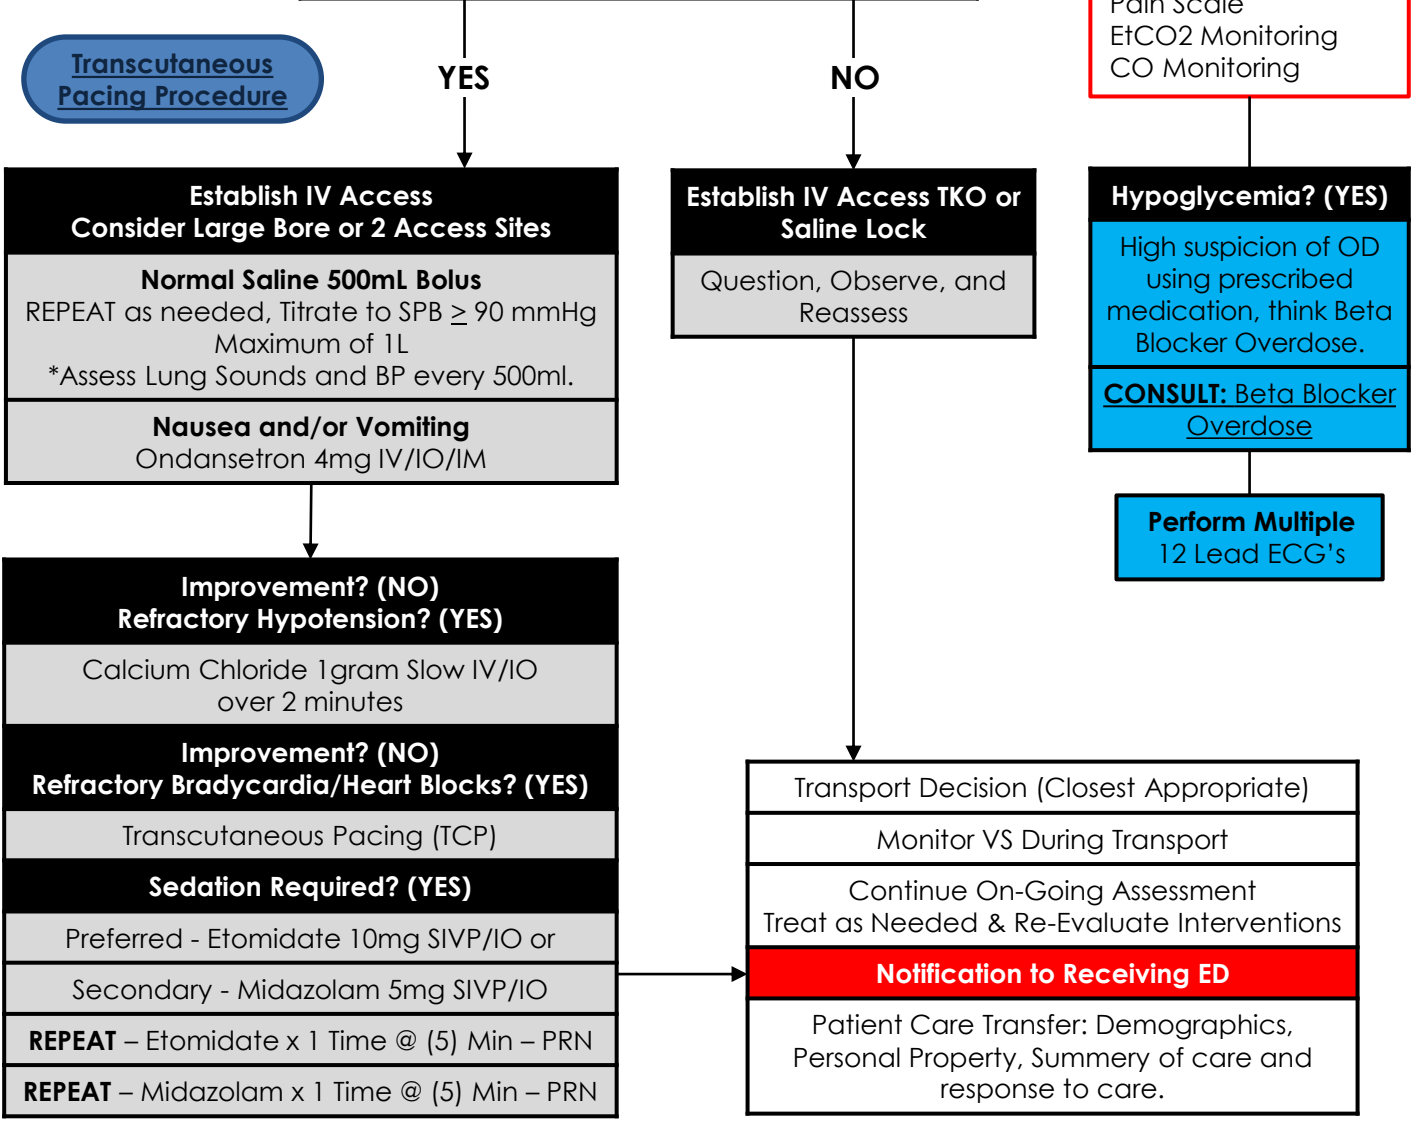 Pain Scale
EtCO2 Monitoring
CO Monitoring
Transcutaneous
Pacing Procedure
YES
NO
Establish IV Access
Consider Large Bore or 2 Access Sites
Normal Saline 500mL Bolus
REPEAT as needed, Titrate to SPB ≥ 90 mmHg
Maximum of 1L
*Assess Lung Sounds and BP every 500ml.
Nausea and/or Vomiting
Ondansetron 4mg IV/IO/IM
Establish IV Access TKO or
Saline Lock
Question, Observe, and
Reassess
Hypoglycemia? (YES)
High suspicion of OD
using prescribed
medication, think Beta
Blocker Overdose.
CONSULT: Beta Blocker
Overdose
Perform Multiple
12 Lead ECG’s
Improvement? (NO)
Refractory Hypotension? (YES)
Calcium Chloride 1gram Slow IV/IO
over 2 minutes
Improvement? (NO)
Refractory Bradycardia/Heart Blocks? (YES)
Transcutaneous Pacing (TCP)
Sedation Required? (YES)
Preferred - Etomidate 10mg SIVP/IO or
Secondary - Midazolam 5mg SIVP/IO
REPEAT – Etomidate x 1 Time @ (5) Min – PRN
REPEAT – Midazolam x 1 Time @ (5) Min – PRN
Transport Decision (Closest Appropriate)
Monitor VS During Transport
Continue On-Going Assessment
Treat as Needed & Re-Evaluate Interventions
Notification to Receiving ED
Patient Care Transfer: Demographics,
Personal Property, Summery of care and
response to care.